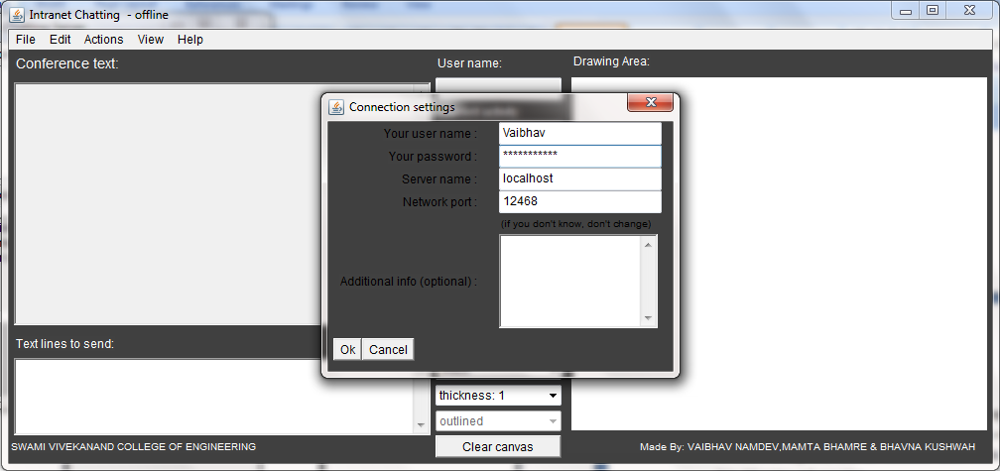 Intranet Chatting - offline
File Edit Actions View Help
Conference text:
User name:
Drawing Area:
Connection settings
Your user name : Vaibhav
Your password : ***********
Server name : localhost
Network port : 12468
(if you don't know, don't change)
Additional info (optional) :
Ok Cancel
Text lines to send:
thickness: 1
outlined
Clear canvas
SWAMI VIVEKANAND COLLEGE OF ENGINEERING
Made By: VAIBHAV NAMDEV,MAMTA BHAMRE & BHAVNA KUSHWAH